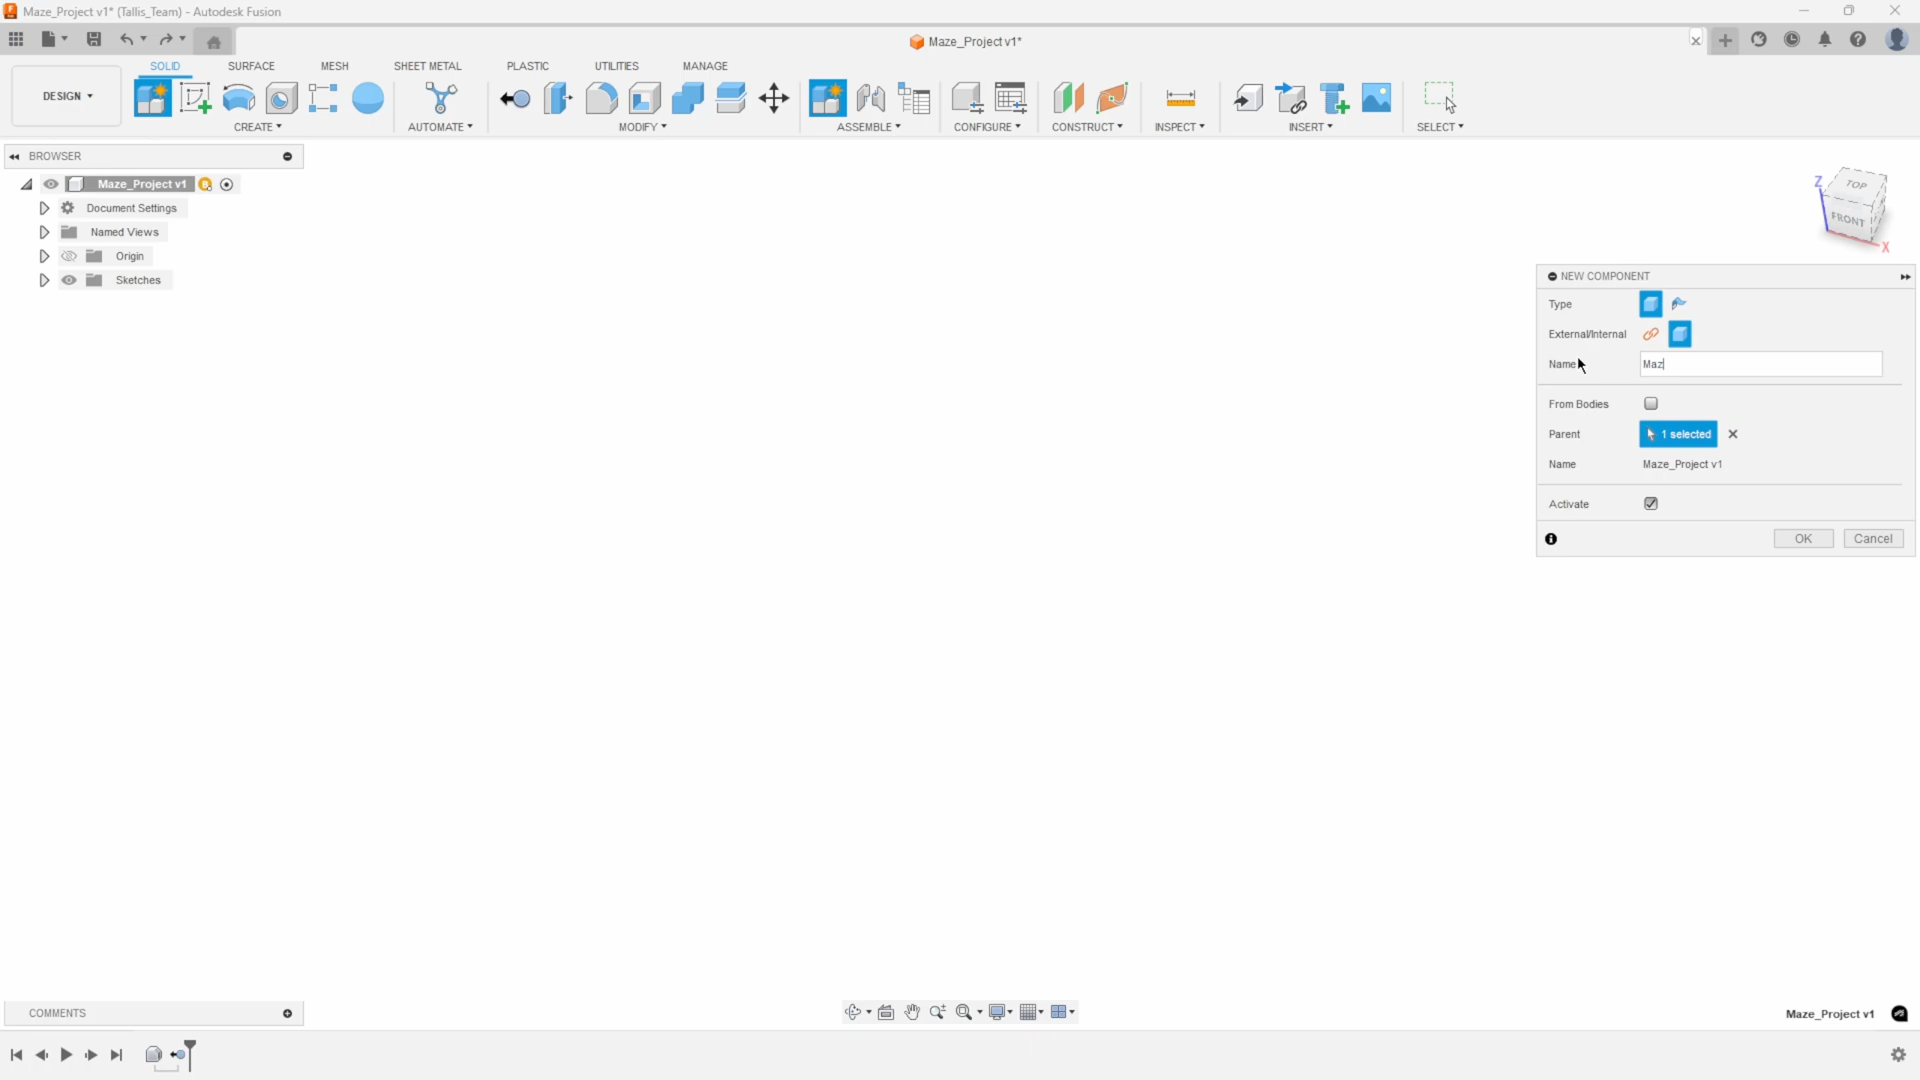 Maze_Project v1* (Tallis_Team) - Autodesk Fusion
Maze_Project v1*
DESIGN
SOLID SURFACE MESH SHEET METAL PLASTIC UTILITIES MANAGE
CREATE AUTOMATE MODIFY ASSEMBLE CONFIGURE CONSTRUCT INSPECT INSERT SELECT
BROWSER
Maze_Project v1
Document Settings
Named Views
Origin
Sketches
TOP
FRONT
Z
X
NEW COMPONENT
Type
External/Internal
Name Maz
From Bodies
Parent 1 selected
Name Maze_Project v1
Activate
OK Cancel
COMMENTS
Maze_Project v1